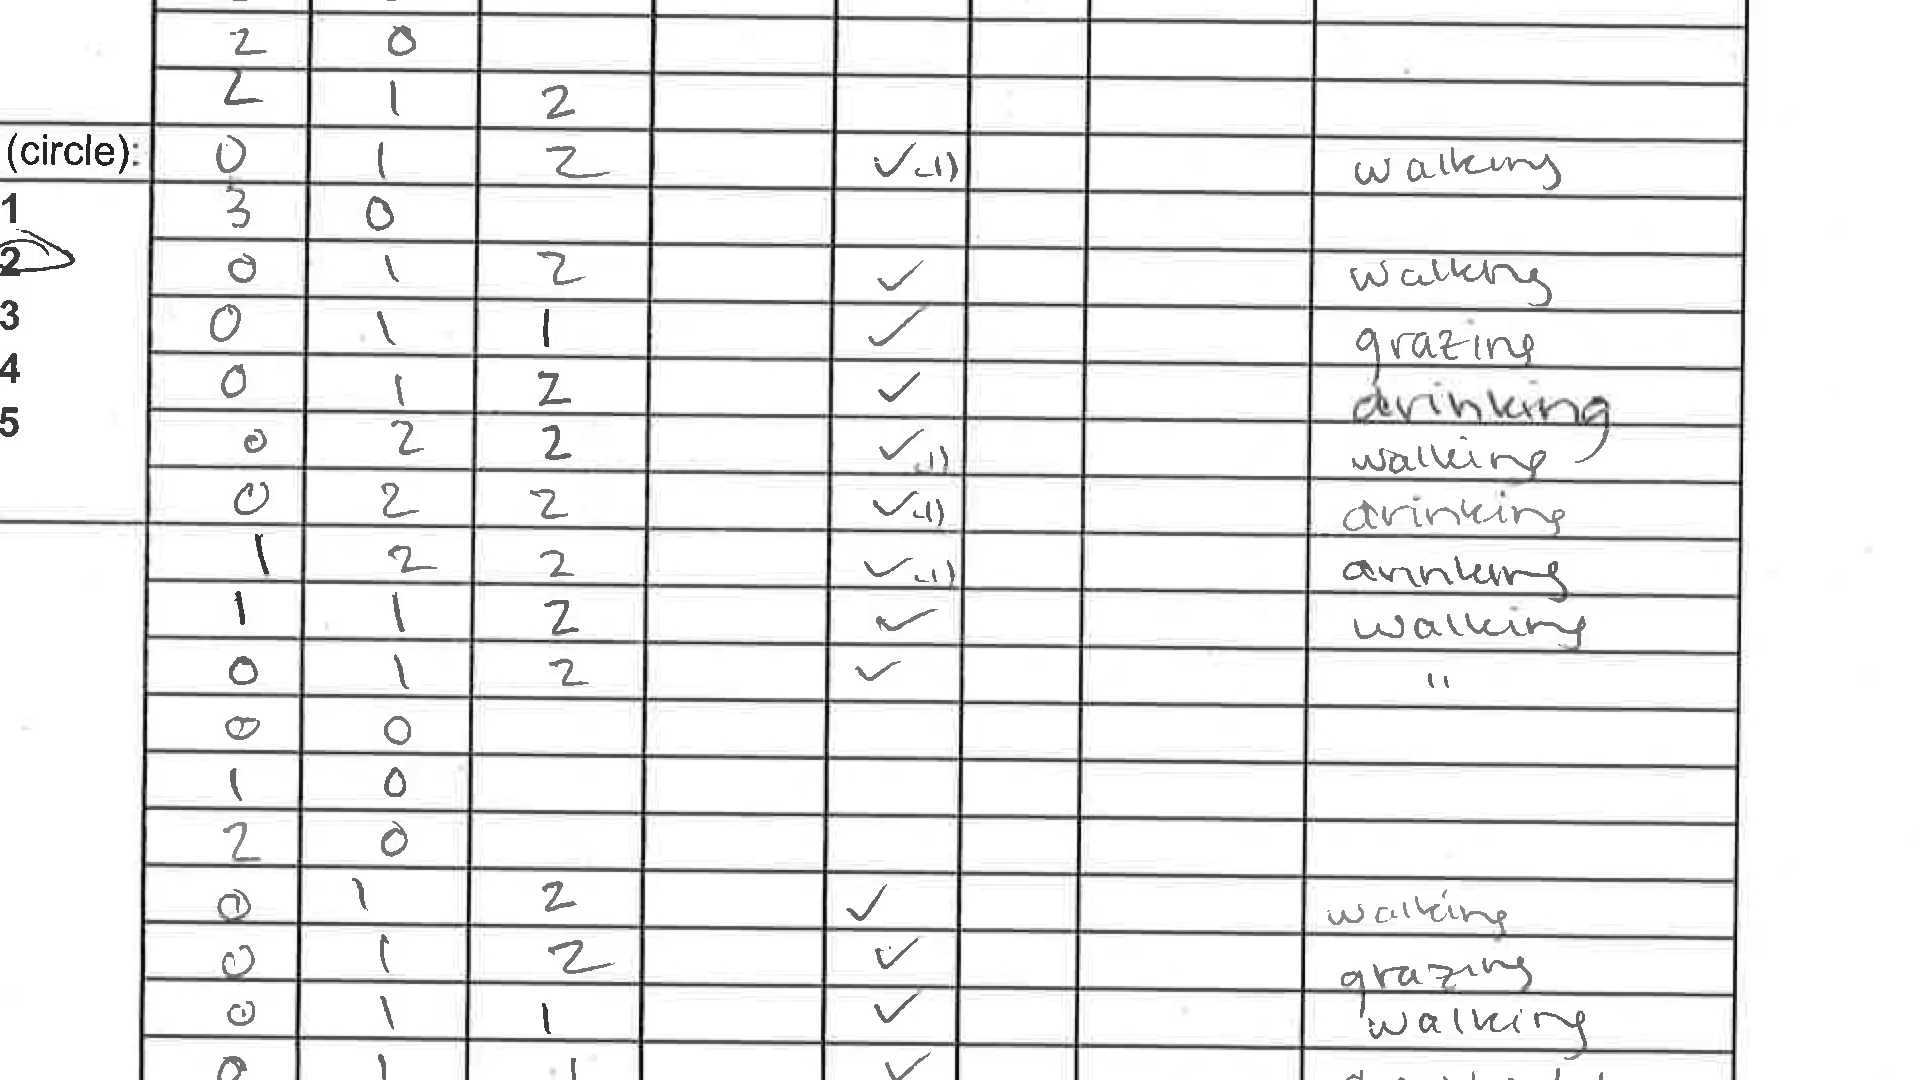 2 0
2 1 2
(circle): 0 1 2 ✓(1) walking
1 3 0
2 0 1 2 ✓ walking
3 0 1 1 ✓ grazing
4 0 1 2 ✓ drinking
5 0 2 2 ✓(1) walking
0 2 2 ✓(1) drinking
1 2 2 ✓(1) drinking
1 1 2 ✓ walking
0 1 2 ✓ "
0 0
1 0
2 0
0 1 2 ✓ walking
0 1 2 ✓ grazing
0 1 1 ✓ walking
0 1 1 ✓